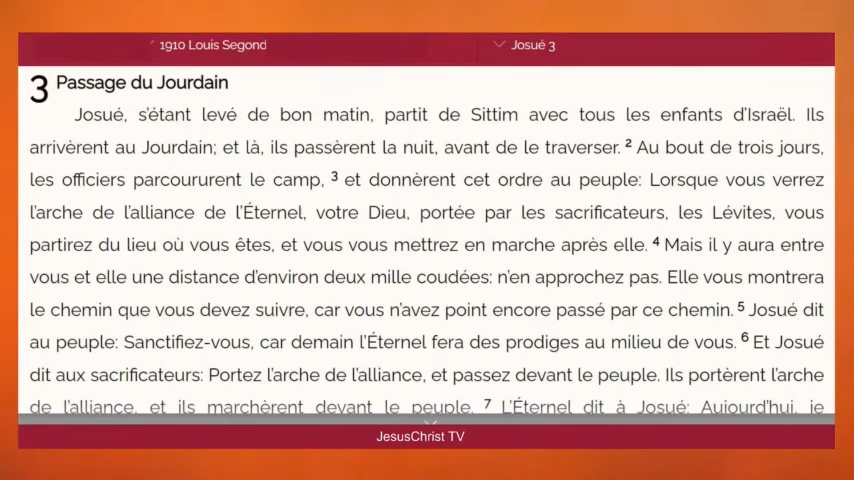 1910 Louis Segond
Josué 3
3 Passage du Jourdain
Josué, s'étant levé de bon matin, partit de Sittim avec tous les enfants d'Israël. Ils
arrivèrent au Jourdain; et là, ils passèrent la nuit, avant de le traverser. 2 Au bout de trois jours,
les officiers parcoururent le camp, 3 et donnèrent cet ordre au peuple: Lorsque vous verrez
l'arche de l'alliance de l'Éternel, votre Dieu, portée par les sacrificateurs, les Lévites, vous
partirez du lieu où vous êtes, et vous vous mettrez en marche après elle. 4 Mais il y aura entre
vous et elle une distance d'environ deux mille coudées: n'en approchez pas. Elle vous montrera
le chemin que vous devez suivre, car vous n'avez point encore passé par ce chemin. 5 Josué dit
au peuple: Sanctifiez-vous, car demain l'Éternel fera des prodiges au milieu de vous. 6 Et Josué
dit aux sacrificateurs: Portez l'arche de l'alliance, et passez devant le peuple. Ils portèrent l'arche
de l'alliance, et ils marchèrent devant le peuple. 7 L'Éternel dit à Josué: Aujourd'hui, je
JesusChrist TV